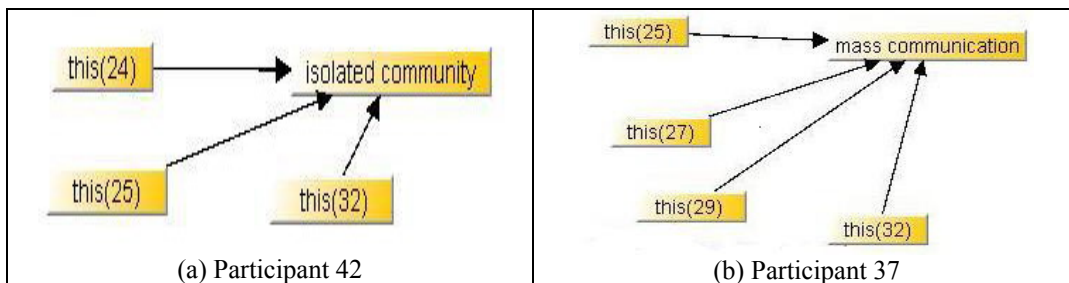 this(24)
isolated community
this(25)
this(32)
(a) Participant 42
this(25)
mass communication
this(27)
this(29)
this(32)
(b) Participant 37